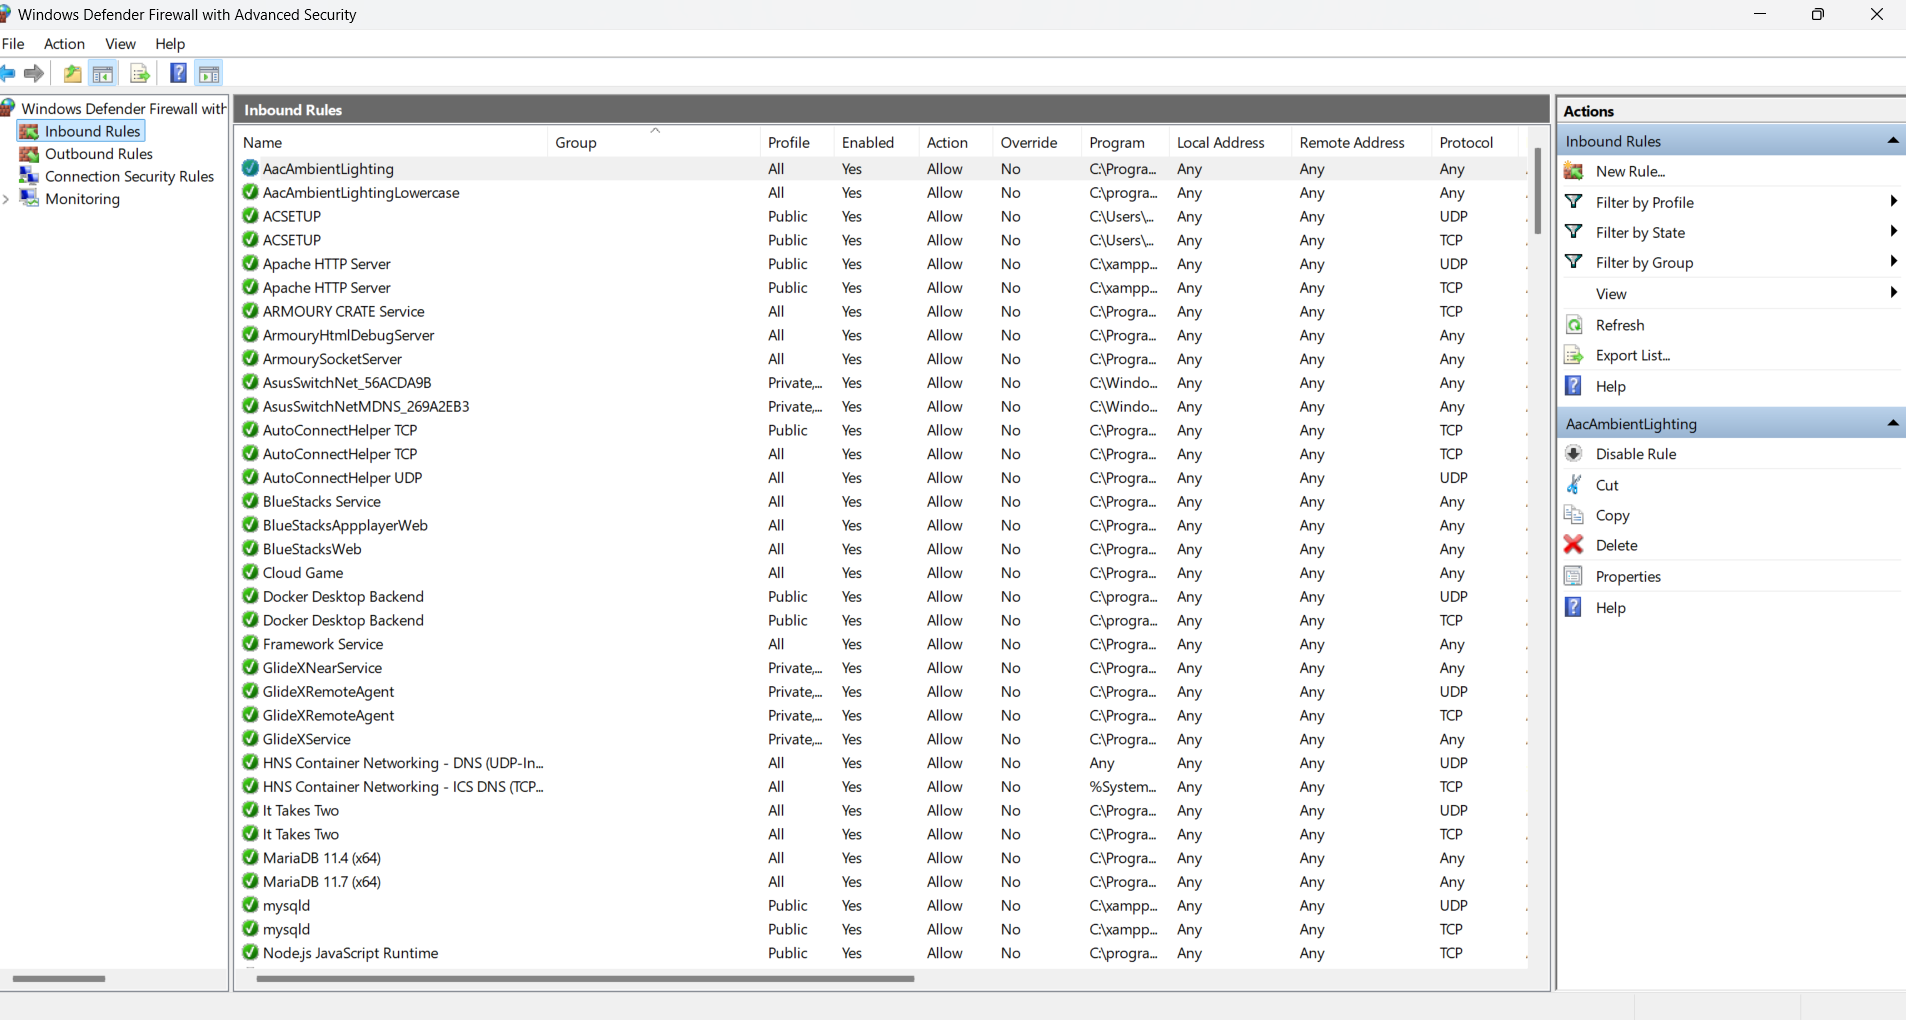 Windows Defender Firewall with Advanced Security
File Action View Help
Windows Defender Firewall with
Inbound Rules
Outbound Rules
Connection Security Rules
Monitoring
Inbound Rules
Name Group Profile Enabled Action Override Program Local Address Remote Address Protocol
AacAmbientLighting All Yes Allow No C:\Progra... Any Any Any
AacAmbientLightingLowercase All Yes Allow No C:\progra... Any Any Any
ACSETUP Public Yes Allow No C:\Users\... Any Any UDP
ACSETUP Public Yes Allow No C:\Users\... Any Any TCP
Apache HTTP Server Public Yes Allow No C:\xampp... Any Any UDP
Apache HTTP Server Public Yes Allow No C:\xampp... Any Any TCP
ARMOURY CRATE Service All Yes Allow No C:\Progra... Any Any TCP
ArmouryHtmlDebugServer All Yes Allow No C:\Progra... Any Any Any
ArmourySocketServer All Yes Allow No C:\Progra... Any Any Any
AsusSwitchNet_56ACDA9B Private,... Yes Allow No C:\Windo... Any Any Any
AsusSwitchNetMDNS_269A2EB3 Private,... Yes Allow No C:\Windo... Any Any Any
AutoConnectHelper TCP Public Yes Allow No C:\Progra... Any Any TCP
AutoConnectHelper TCP All Yes Allow No C:\Progra... Any Any TCP
AutoConnectHelper UDP All Yes Allow No C:\Progra... Any Any UDP
BlueStacks Service All Yes Allow No C:\Progra... Any Any Any
BlueStacksAppplayerWeb All Yes Allow No C:\Progra... Any Any Any
BlueStacksWeb All Yes Allow No C:\Progra... Any Any Any
Cloud Game All Yes Allow No C:\Progra... Any Any Any
Docker Desktop Backend Public Yes Allow No C:\progra... Any Any UDP
Docker Desktop Backend Public Yes Allow No C:\progra... Any Any TCP
Framework Service All Yes Allow No C:\Progra... Any Any Any
GlideXNearService Private,... Yes Allow No C:\Progra... Any Any Any
GlideXRemoteAgent Private,... Yes Allow No C:\Progra... Any Any UDP
GlideXRemoteAgent Private,... Yes Allow No C:\Progra... Any Any TCP
GlideXService Private,... Yes Allow No C:\Progra... Any Any Any
HNS Container Networking - DNS (UDP-In... All Yes Allow No Any Any Any UDP
HNS Container Networking - ICS DNS (TCP... All Yes Allow No %System... Any Any TCP
It Takes Two All Yes Allow No C:\Progra... Any Any UDP
It Takes Two All Yes Allow No C:\Progra... Any Any TCP
MariaDB 11.4 (x64) All Yes Allow No C:\Progra... Any Any Any
MariaDB 11.7 (x64) All Yes Allow No C:\Progra... Any Any Any
mysqld Public Yes Allow No C:\xampp... Any Any UDP
mysqld Public Yes Allow No C:\xampp... Any Any TCP
Node.js JavaScript Runtime Public Yes Allow No C:\progra... Any Any TCP
Actions
Inbound Rules
New Rule...
Filter by Profile
Filter by State
Filter by Group
View
Refresh
Export List...
Help
AacAmbientLighting
Disable Rule
Cut
Copy
Delete
Properties
Help